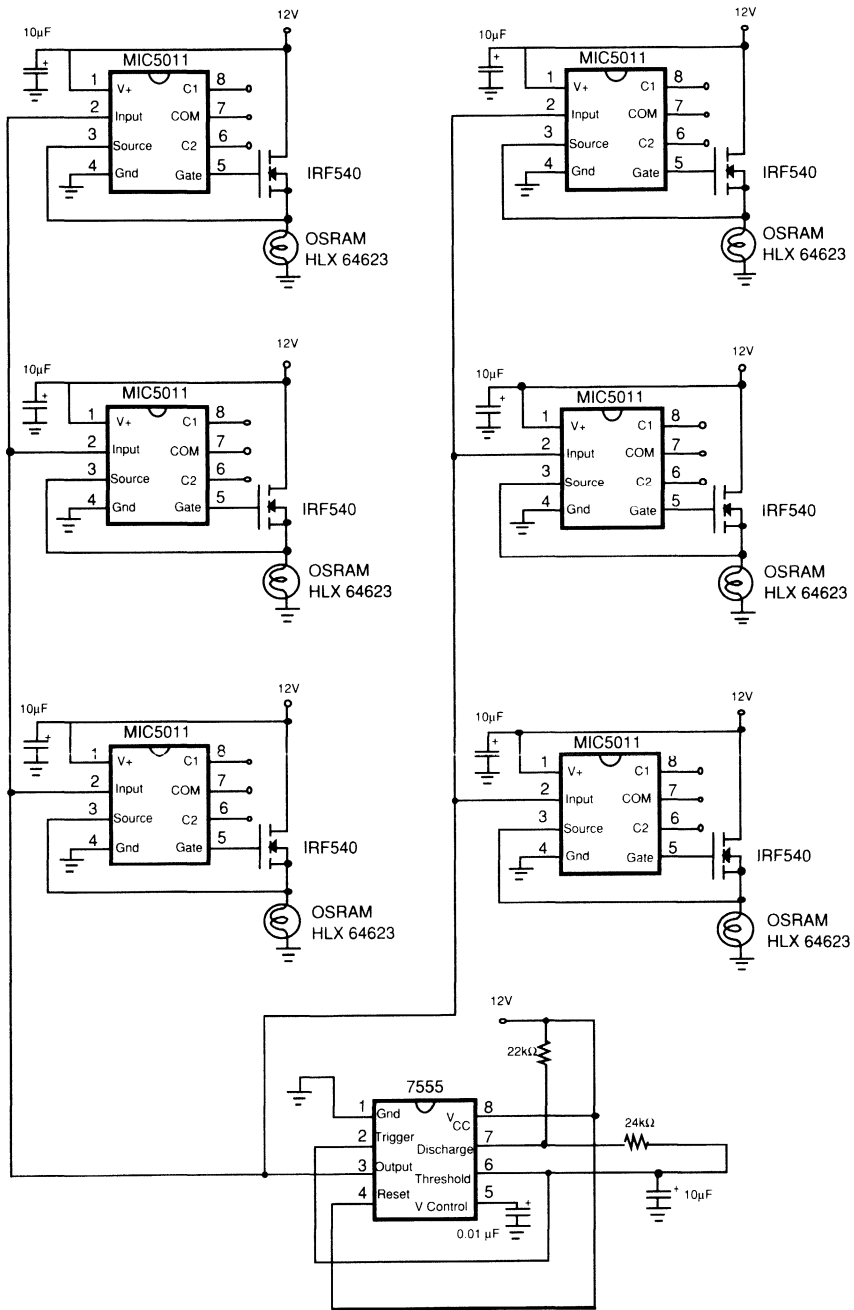 12V
10µF
MIC5011
1 V+ C1 8
2 Input COM 7
3 Source C2 6
4 Gnd Gate 5
IRF540
OSRAM
HLX 64623
12V
10µF
MIC5011
1 V+ C1 8
2 Input COM 7
3 Source C2 6
4 Gnd Gate 5
IRF540
OSRAM
HLX 64623
12V
10µF
MIC5011
1 V+ C1 8
2 Input COM 7
3 Source C2 6
4 Gnd Gate 5
IRF540
OSRAM
HLX 64623
12V
10µF
MIC5011
1 V+ C1 8
2 Input COM 7
3 Source C2 6
4 Gnd Gate 5
IRF540
OSRAM
HLX 64623
12V
10µF
MIC5011
1 V+ C1 8
2 Input COM 7
3 Source C2 6
4 Gnd Gate 5
IRF540
OSRAM
HLX 64623
12V
10µF
MIC5011
1 V+ C1 8
2 Input COM 7
3 Source C2 6
4 Gnd Gate 5
IRF540
OSRAM
HLX 64623
12V
22kΩ
7555
1 Gnd VCC 8
2 Trigger Discharge 7
3 Output Threshold 6
4 Reset V Control 5
24kΩ
+ 10µF
+
0.01 µF